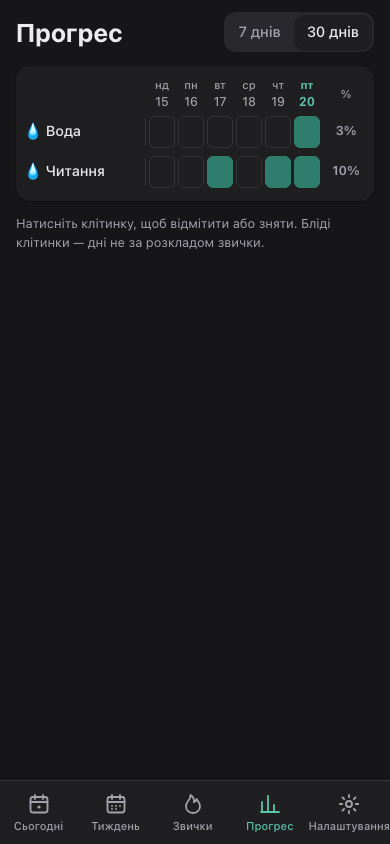 Прогрес
7 днів 30 днів
нд пн вт ср чт пт %
15 16 17 18 19 20
Вода 3%
Читання 10%
Натисніть клітинку, щоб відмітити або зняти. Бліді
клітинки — дні не за розкладом звички.
Сьогодні Тиждень Звички Прогрес Налаштування